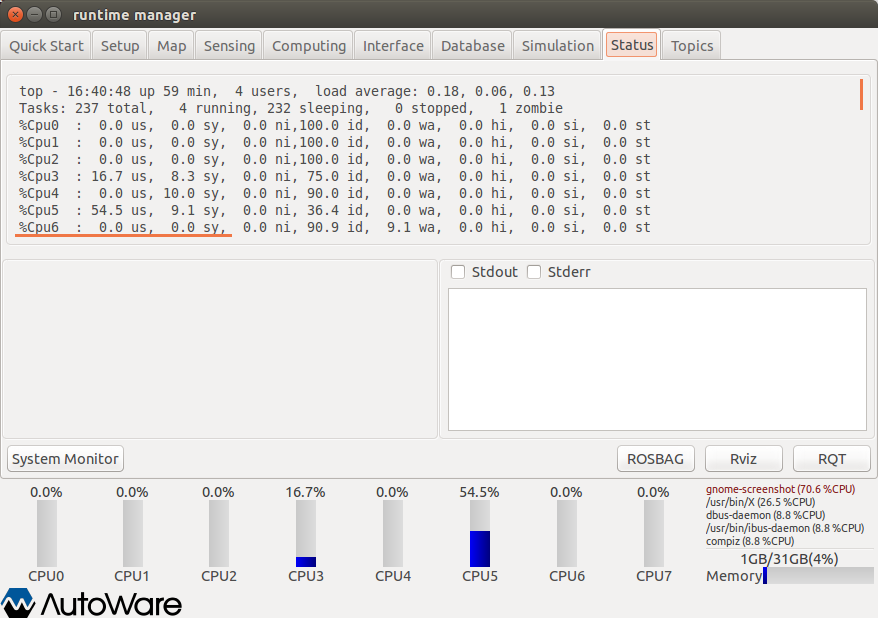 runtime manager
Quick Start Setup Map Sensing Computing Interface Database Simulation Status Topics
top - 16:40:48 up 59 min,  4 users,  load average: 0.18, 0.06, 0.13
Tasks: 237 total,   4 running, 232 sleeping,   0 stopped,   1 zombie
%Cpu0  :  0.0 us,  0.0 sy,  0.0 ni,100.0 id,  0.0 wa,  0.0 hi,  0.0 si,  0.0 st
%Cpu1  :  0.0 us,  0.0 sy,  0.0 ni,100.0 id,  0.0 wa,  0.0 hi,  0.0 si,  0.0 st
%Cpu2  :  0.0 us,  0.0 sy,  0.0 ni,100.0 id,  0.0 wa,  0.0 hi,  0.0 si,  0.0 st
%Cpu3  : 16.7 us,  8.3 sy,  0.0 ni, 75.0 id,  0.0 wa,  0.0 hi,  0.0 si,  0.0 st
%Cpu4  :  0.0 us, 10.0 sy,  0.0 ni, 90.0 id,  0.0 wa,  0.0 hi,  0.0 si,  0.0 st
%Cpu5  : 54.5 us,  9.1 sy,  0.0 ni, 36.4 id,  0.0 wa,  0.0 hi,  0.0 si,  0.0 st
%Cpu6  :  0.0 us,  0.0 sy,  0.0 ni, 90.9 id,  9.1 wa,  0.0 hi,  0.0 si,  0.0 st
Stdout Stderr
System Monitor ROSBAG Rviz RQT
0.0% 0.0% 0.0% 16.7% 0.0% 54.5% 0.0% 0.0%
CPU0 CPU1 CPU2 CPU3 CPU4 CPU5 CPU6 CPU7
gnome-screenshot (70.6 %CPU)
/usr/bin/X (26.5 %CPU)
dbus-daemon (8.8 %CPU)
/usr/bin/ibus-daemon (8.8 %CPU)
compiz (8.8 %CPU)
1GB/31GB(4%)
Memory
AutoWare